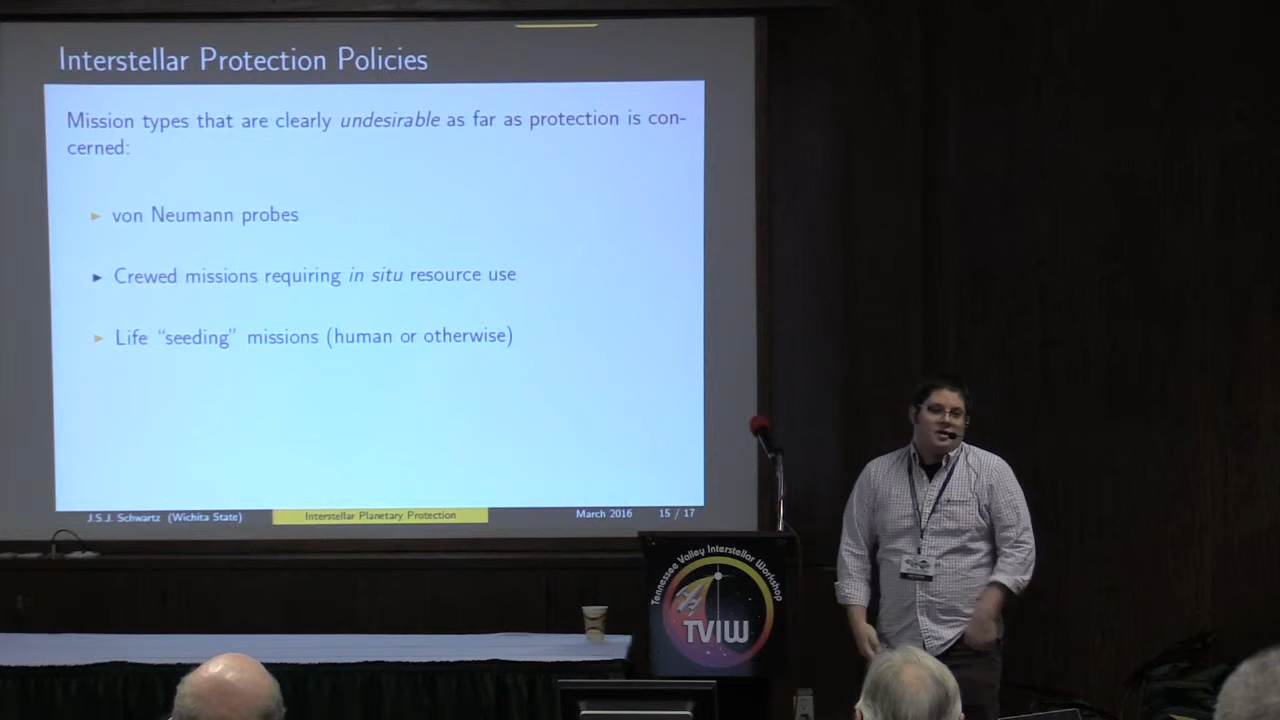 Interstellar Protection Policies
Mission types that are clearly undesirable as far as protection is con-
cerned:
▸ von Neumann probes
▸ Crewed missions requiring in situ resource use
▸ Life “seeding” missions (human or otherwise)
J.S.J. Schwartz (Wichita State) Interstellar Planetary Protection March 2016 15 / 17
Tennessee Valley Interstellar Workshop
TVIW